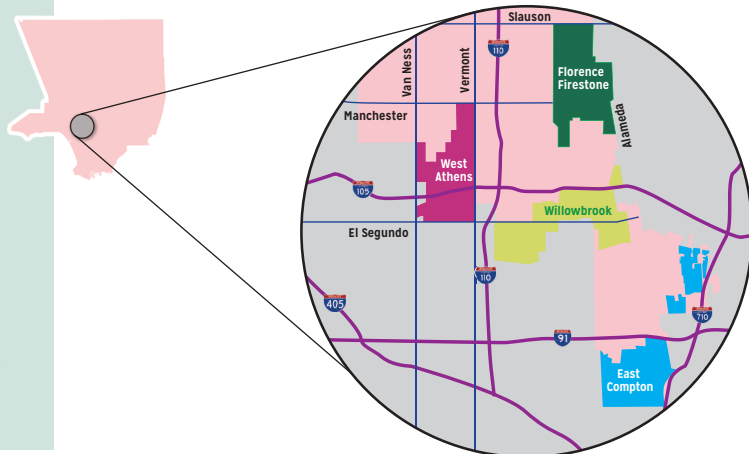 Slauson
Van Ness
Vermont
110
Florence
Firestone
Manchester
Alameda
West
Athens
105
Willowbrook
El Segundo
110
405
710
91
East
Compton